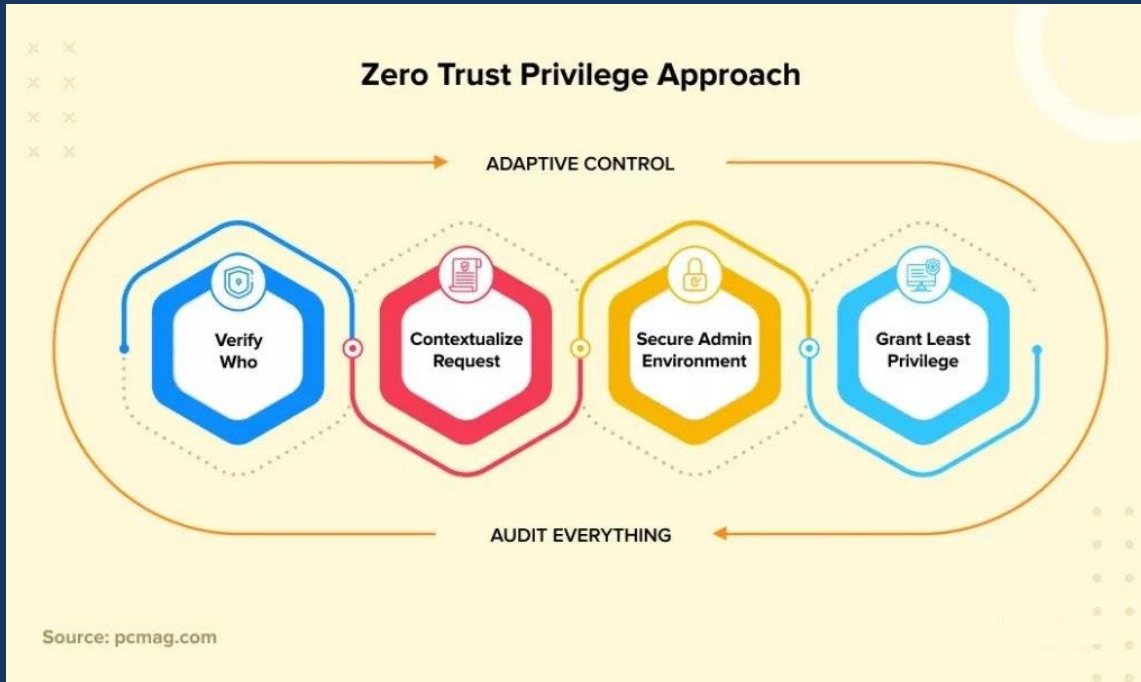 Zero Trust Privilege Approach
ADAPTIVE CONTROL
Verify
Who
Contextualize
Request
Secure Admin
Environment
Grant Least
Privilege
AUDIT EVERYTHING
Source: pcmag.com